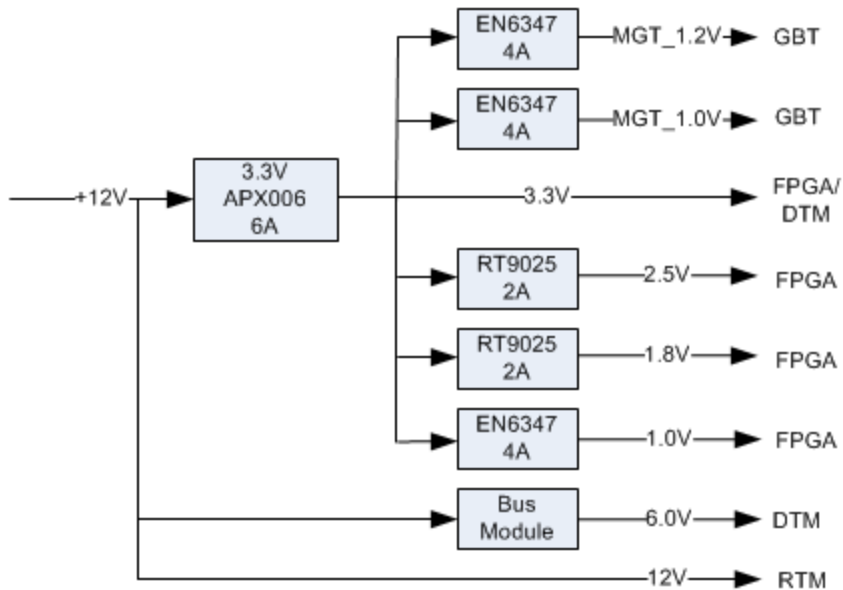 EN6347
4A
MGT_1.2V
GBT
EN6347
4A
MGT_1.0V
GBT
+12V
3.3V
APX006
6A
3.3V
FPGA/
DTM
RT9025
2A
2.5V
FPGA
RT9025
2A
1.8V
FPGA
EN6347
4A
1.0V
FPGA
Bus
Module
6.0V
DTM
12V
RTM